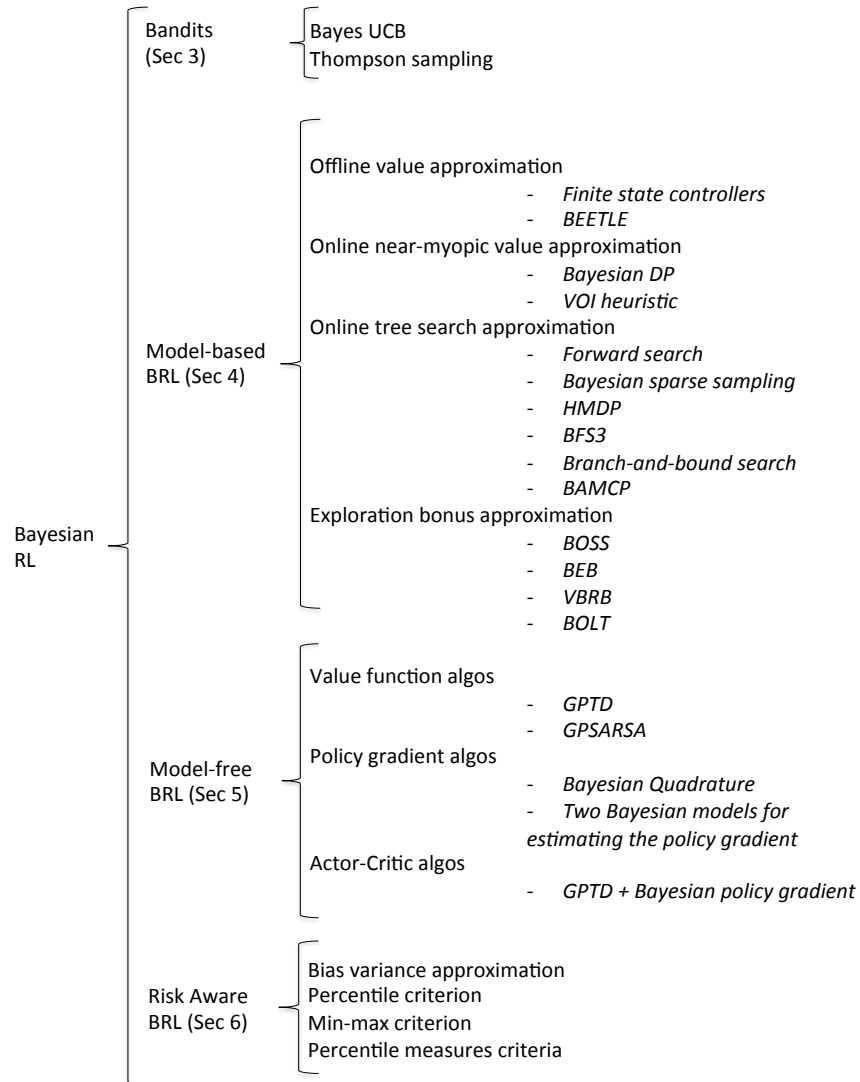 Bandits
(Sec 3)
Bayes UCB
Thompson sampling
Offline value approximation
- Finite state controllers
- BEETLE
Online near-myopic value approximation
- Bayesian DP
- VOI heuristic
Online tree search approximation
- Forward search
- Bayesian sparse sampling
- HMDP
- BFS3
- Branch-and-bound search
- BAMCP
Exploration bonus approximation
- BOSS
- BEB
- VBRB
- BOLT
Model-based
BRL (Sec 4)
Bayesian
RL
Value function algos
- GPTD
- GPSARSA
Policy gradient algos
- Bayesian Quadrature
- Two Bayesian models for
estimating the policy gradient
Actor-Critic algos
- GPTD + Bayesian policy gradient
Model-free
BRL (Sec 5)
Risk Aware
BRL (Sec 6)
Bias variance approximation
Percentile criterion
Min-max criterion
Percentile measures criteria